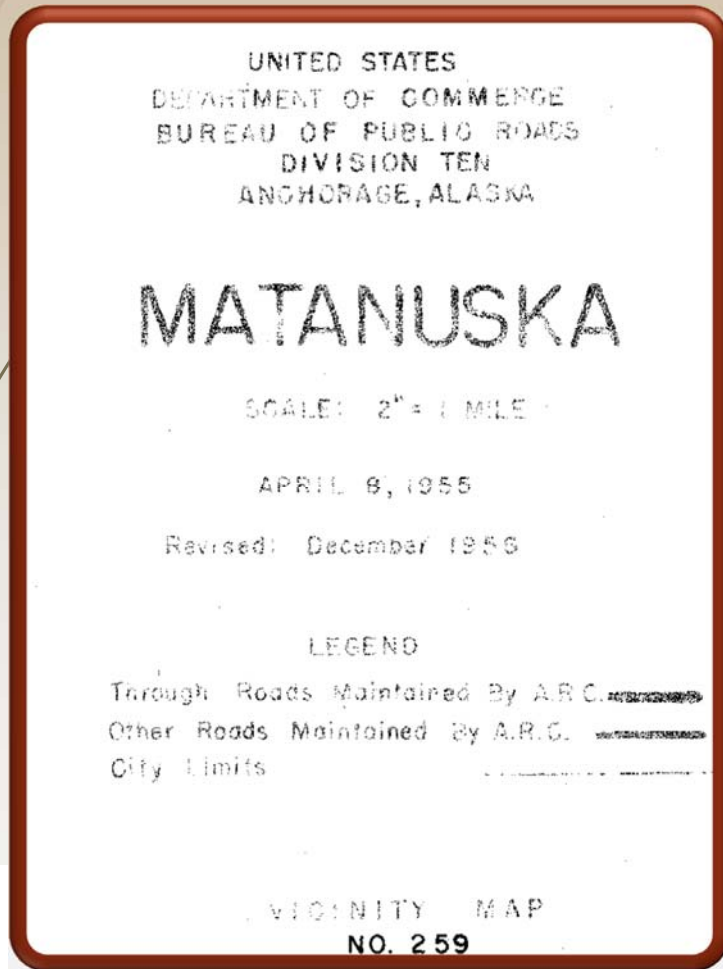 UNITED STATES
DEPARTMENT OF COMMERCE
BUREAU OF PUBLIC ROADS
DIVISION TEN
ANCHORAGE, ALASKA
MATANUSKA
SCALE: 2" = 1 MILE
APRIL 8, 1955
Revised: December 1956
LEGEND
Through Roads Maintained By A.R.C.
Other Roads Maintained By A.R.C.
City Limits
VICINITY MAP
NO. 259